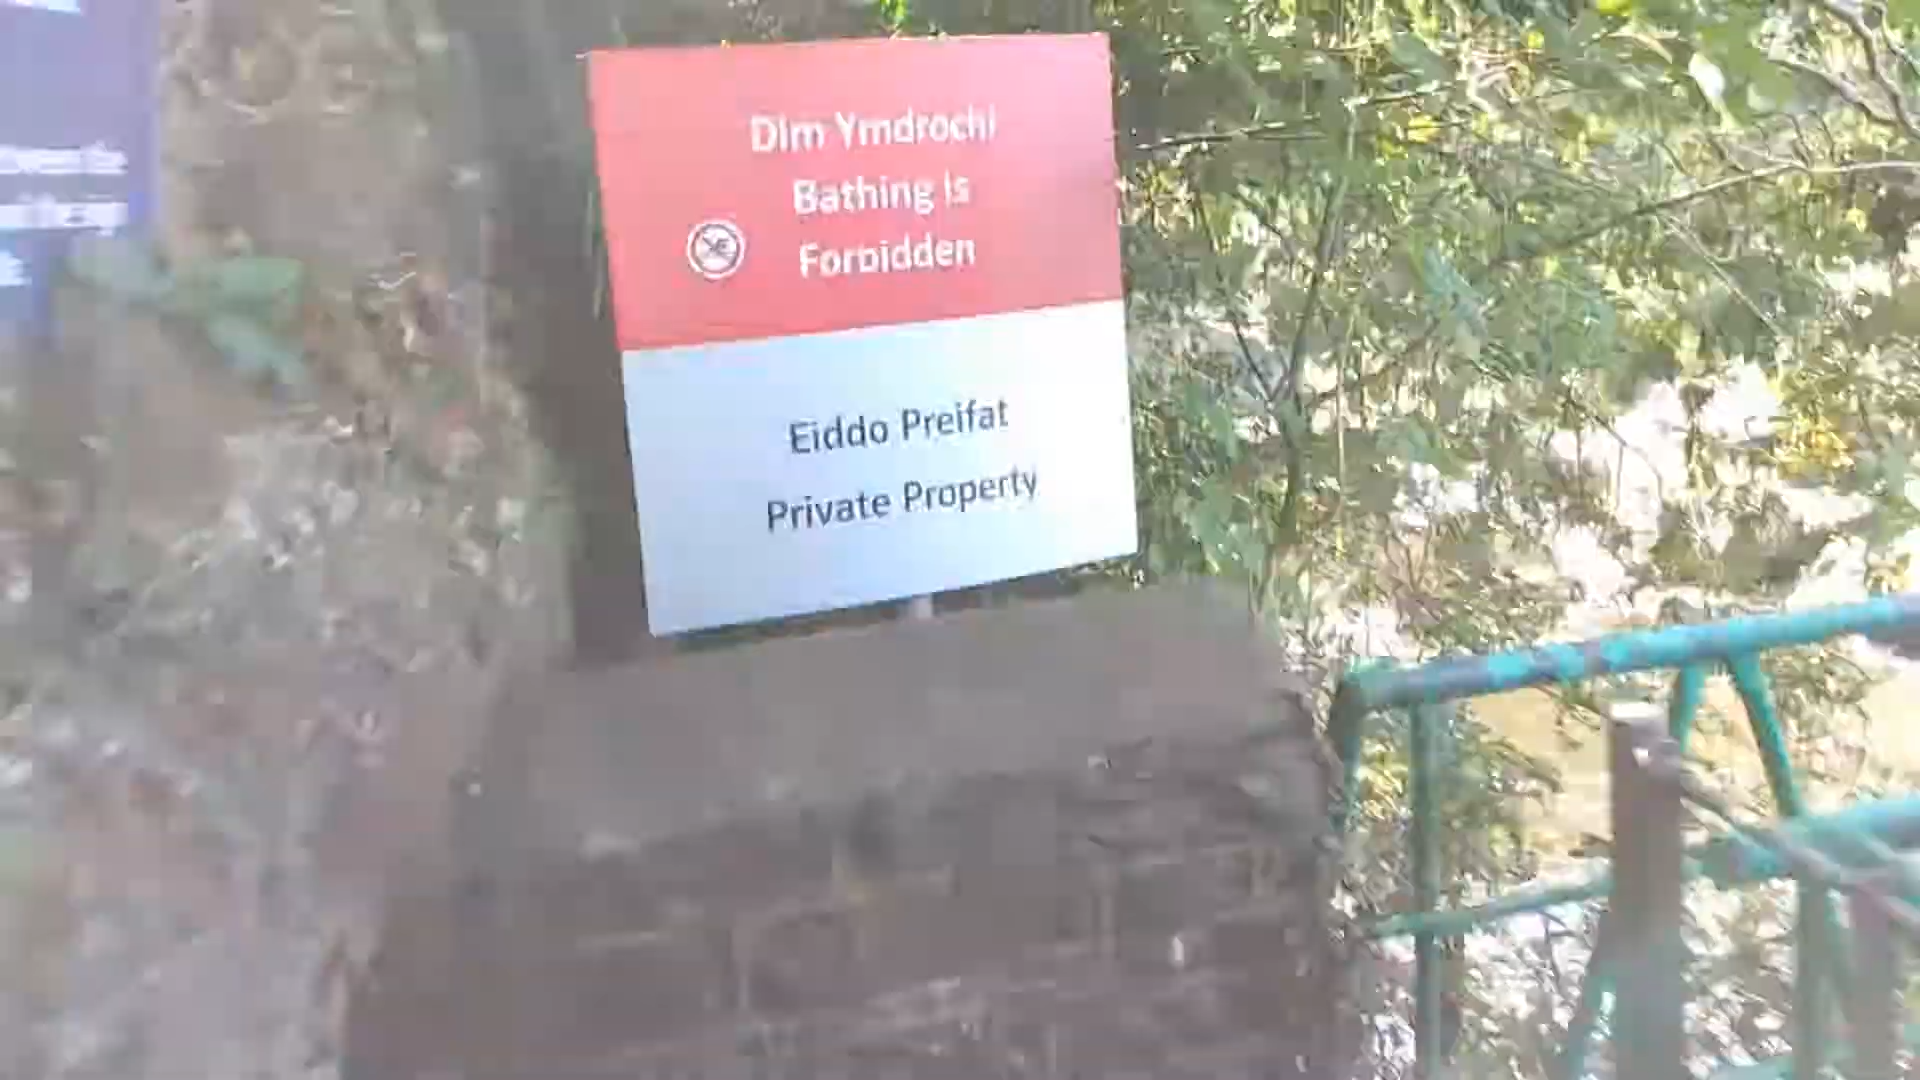 Dim Ymdrochi
Bathing is
Forbidden
Eiddo Preifat
Private Property